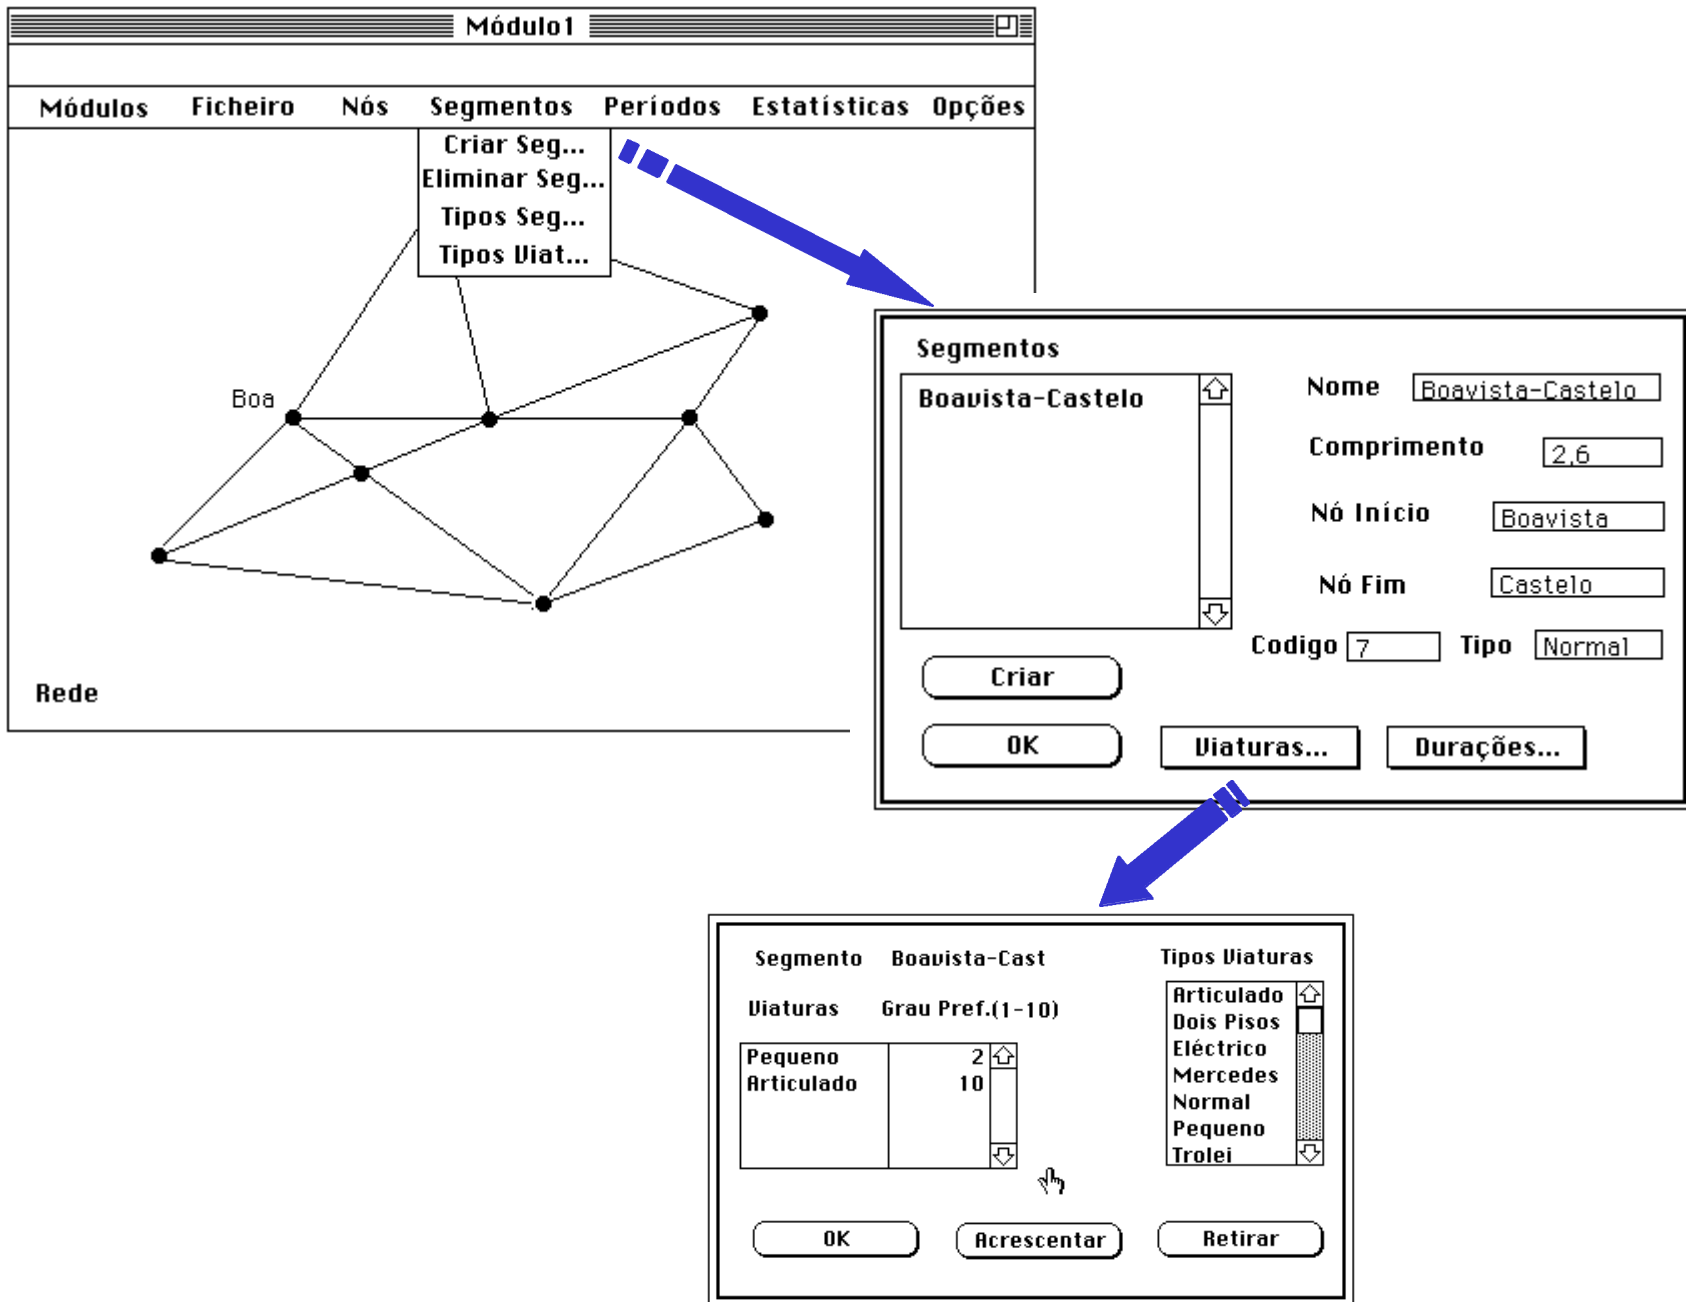 Módulo1
Módulos Ficheiro Nós Segmentos Períodos Estatísticas Opções
Criar Seg...
Eliminar Seg...
Tipos Seg...
Tipos Viat...
Boa
Rede
Segmentos
Boavista-Castelo
Nome Boavista-Castelo
Comprimento 2,6
Nó Início Boavista
Nó Fim Castelo
Codigo 7 Tipo Normal
Criar
OK Viaturas... Durações...
Segmento Boavista-Cast
Viaturas Grau Pref.(1-10)
Pequeno 2
Articulado 10
Tipos Viaturas
Articulado
Dois Pisos
Eléctrico
Mercedes
Normal
Pequeno
Trolei
OK Acrescentar Retirar